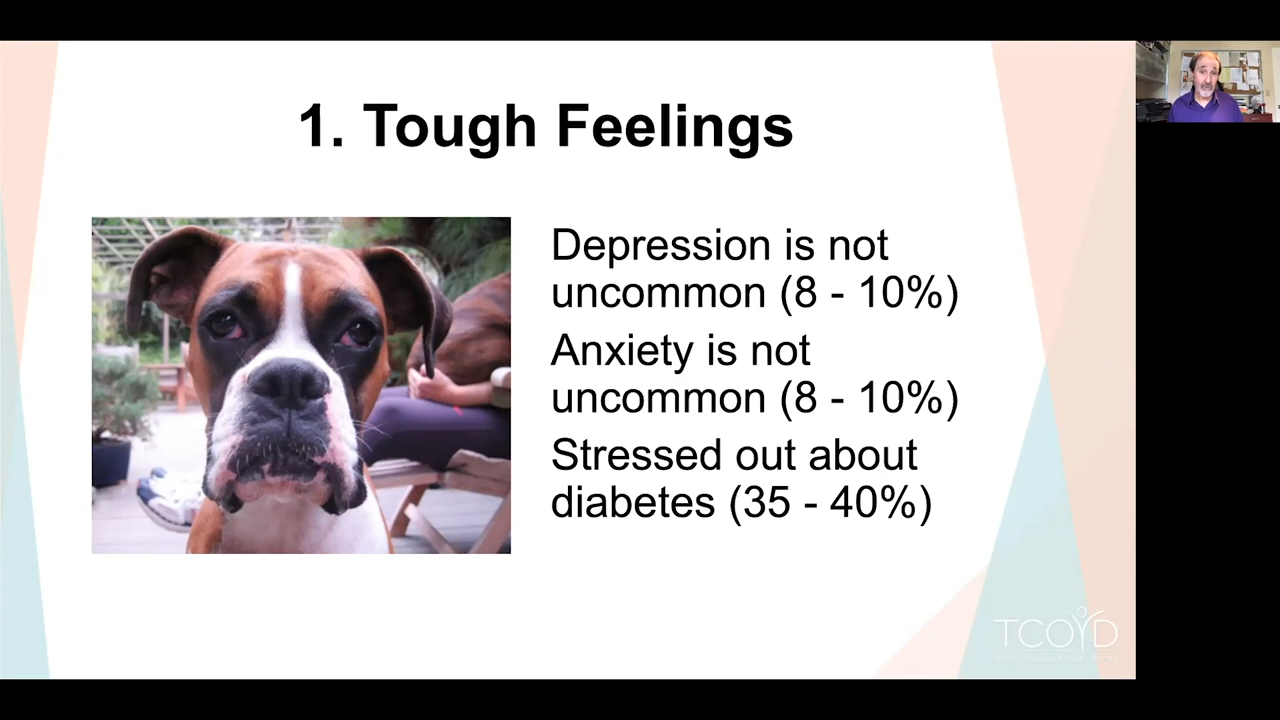 1. Tough Feelings
Depression is not
uncommon (8 - 10%)
Anxiety is not
uncommon (8 - 10%)
Stressed out about
diabetes (35 - 40%)
TCOYD